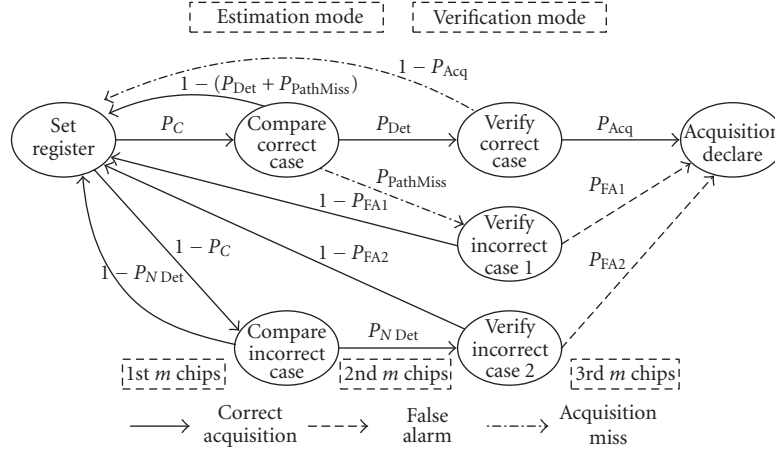 Estimation mode
Verification mode
1 − P_Acq
1 − (P_Det + P_PathMiss)
Set
register
P_C
Compare
correct
case
P_Det
Verify
correct
case
P_Acq
Acquisition
declare
P_PathMiss
1 − P_FA1
Verify
incorrect
case 1
P_FA1
1 − P_C
1 − P_FA2
P_FA2
1 − P_N Det
Compare
incorrect
case
P_N Det
Verify
incorrect
case 2
1st m chips
2nd m chips
3rd m chips
Correct
acquisition
False
alarm
Acquisition
miss